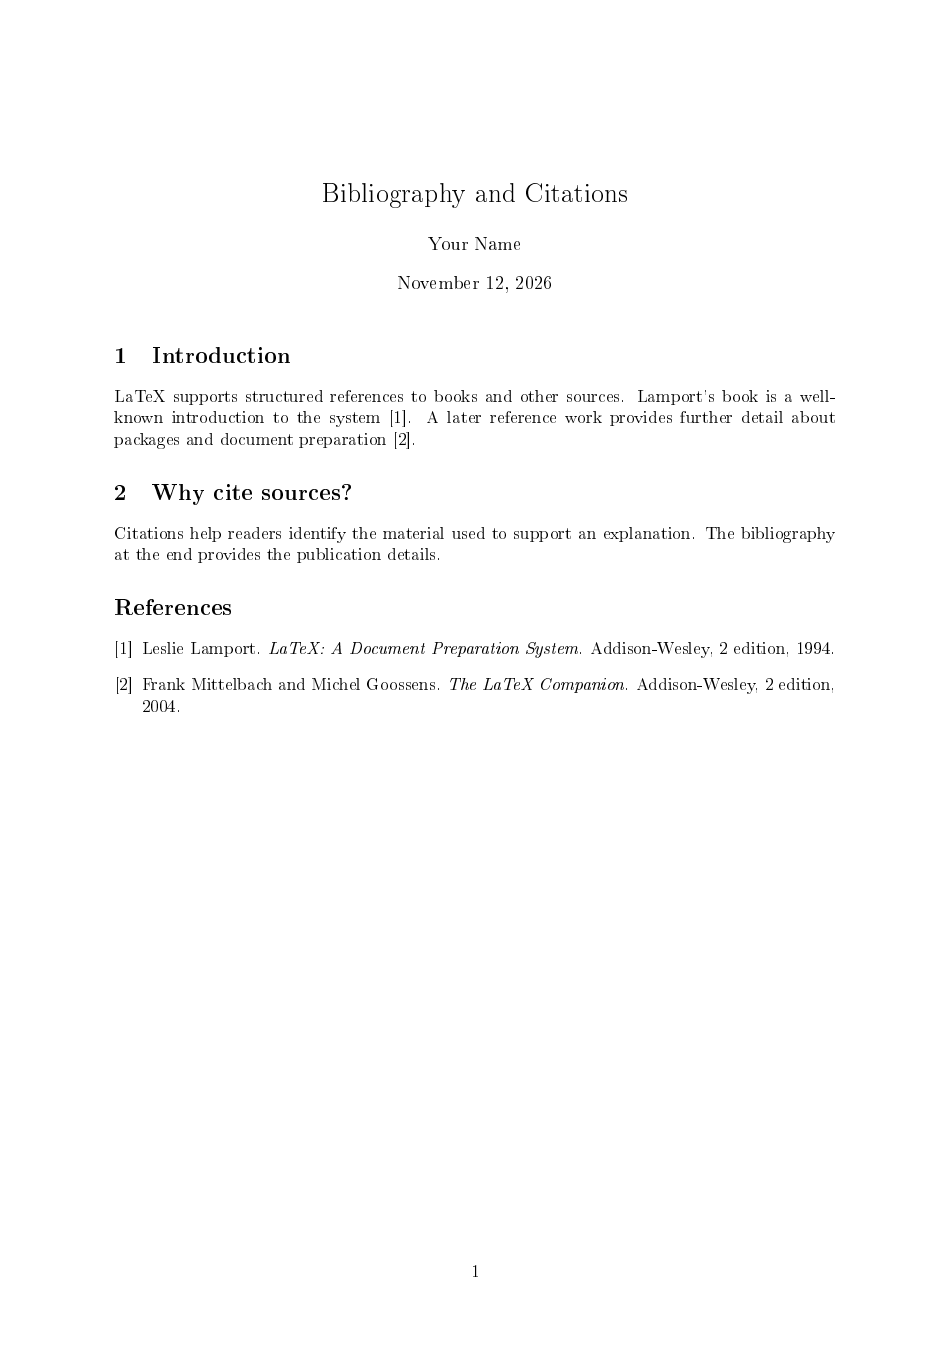 Bibliography and Citations
Your Name
November 12, 2026
1 Introduction
LaTeX supports structured references to books and other sources. Lamport's book is a well-
known introduction to the system [1]. A later reference work provides further detail about
packages and document preparation [2].
2 Why cite sources?
Citations help readers identify the material used to support an explanation. The bibliography
at the end provides the publication details.
References
[1] Leslie Lamport. LaTeX: A Document Preparation System. Addison-Wesley, 2 edition, 1994.
[2] Frank Mittelbach and Michel Goossens. The LaTeX Companion. Addison-Wesley, 2 edition,
2004.
1